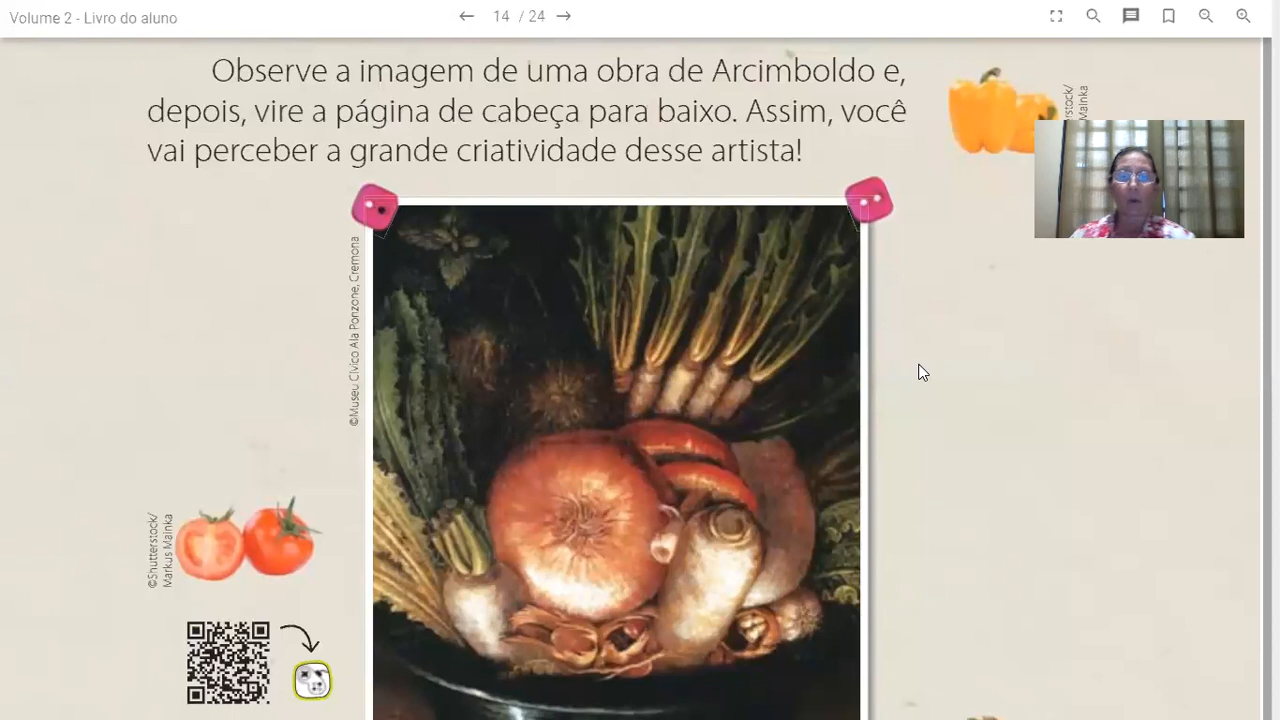 Volume 2 - Livro do aluno
14 / 24
Observe a imagem de uma obra de Arcimboldo e,
depois, vire a página de cabeça para baixo. Assim, você
vai perceber a grande criatividade desse artista!
rstock/
Mainka
©Museu Cívico Ala Ponzone, Cremona
©Shutterstock/
Markus Mainka